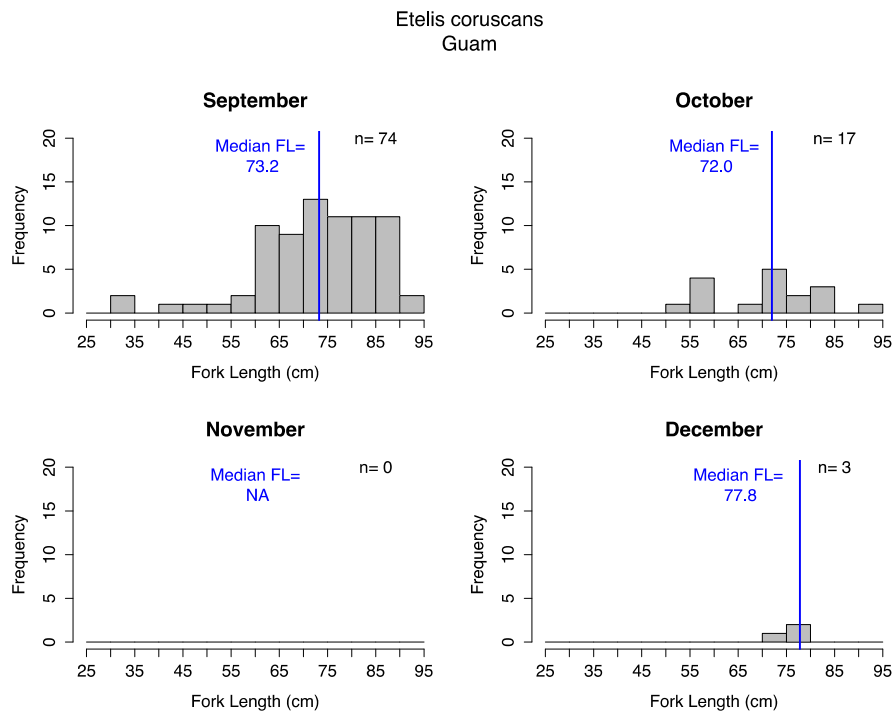 Etelis coruscans
Guam
September
Median FL=
73.2
n= 74
Frequency
0
5
10
15
20
25 35 45 55 65 75 85 95
Fork Length (cm)
October
Median FL=
72.0
n= 17
Frequency
0
5
10
15
20
25 35 45 55 65 75 85 95
Fork Length (cm)
November
Median FL=
NA
n= 0
Frequency
0
5
10
15
20
25 35 45 55 65 75 85 95
Fork Length (cm)
December
Median FL=
77.8
n= 3
Frequency
0
5
10
15
20
25 35 45 55 65 75 85 95
Fork Length (cm)